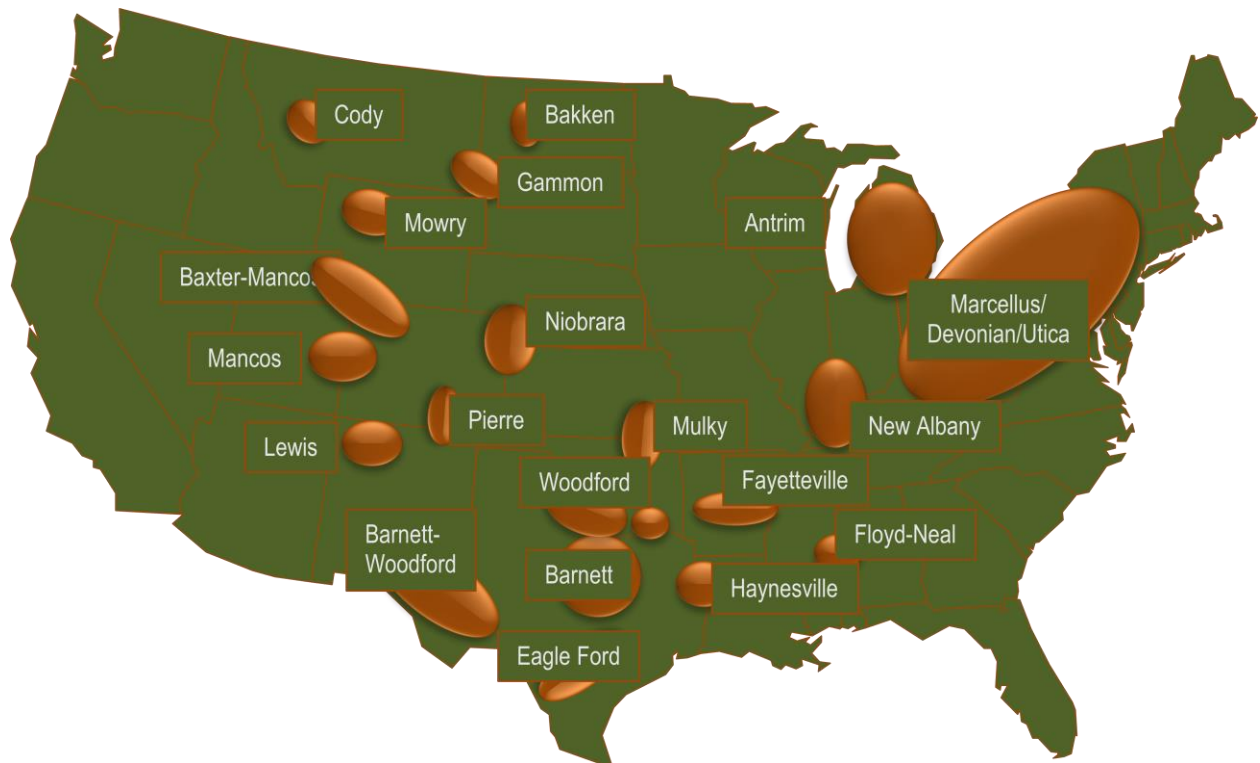 Cody
Bakken
Gammon
Mowry
Antrim
Baxter-Mancos
Marcellus/
Devonian/Utica
Niobrara
Mancos
Pierre
Mulky
New Albany
Lewis
Woodford
Fayetteville
Barnett-
Woodford
Floyd-Neal
Barnett
Haynesville
Eagle Ford